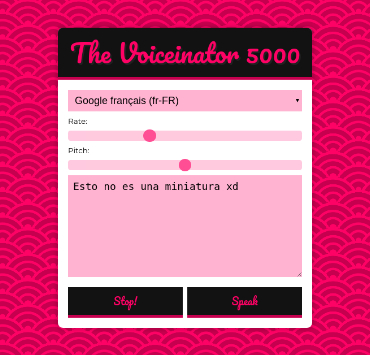 The Voiceinator 5000
Google français (fr-FR)
Rate:
Pitch:
Esto no es una miniatura xd
Stop!
Speak